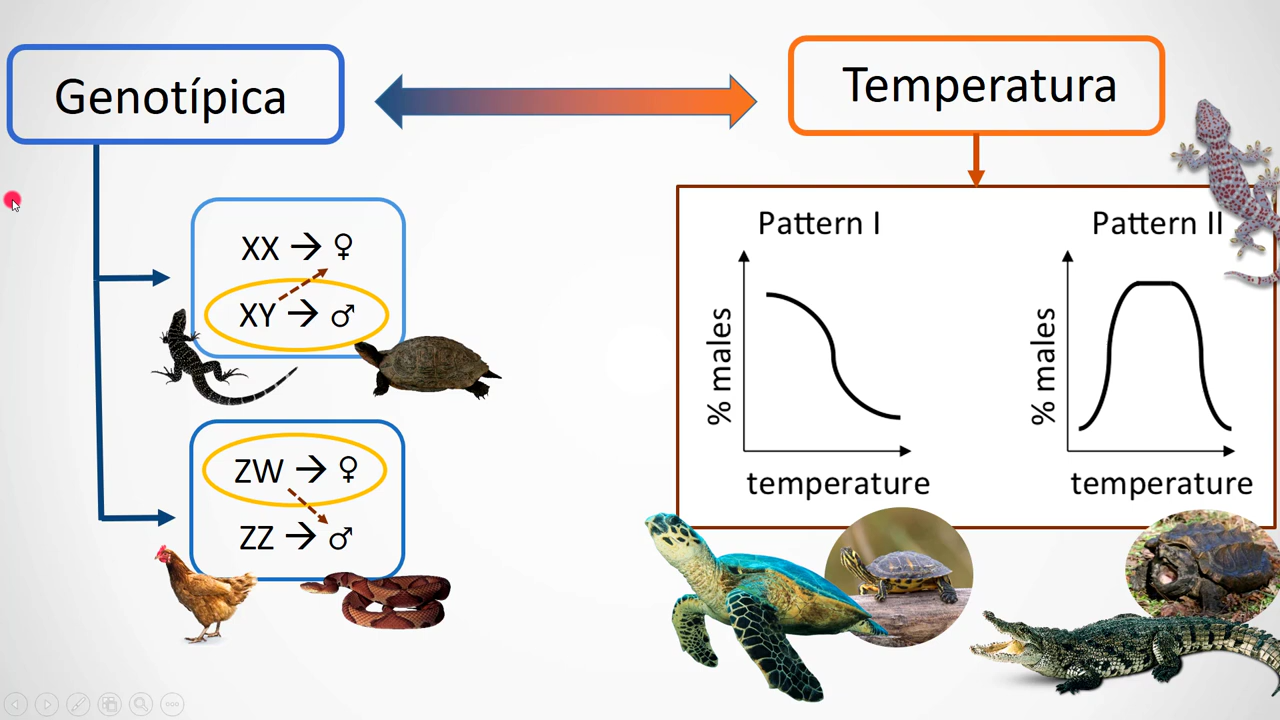 Genotípica
Temperatura
XX → ♀
XY → ♂
ZW → ♀
ZZ → ♂
Pattern I
% males
temperature
Pattern II
% males
temperature